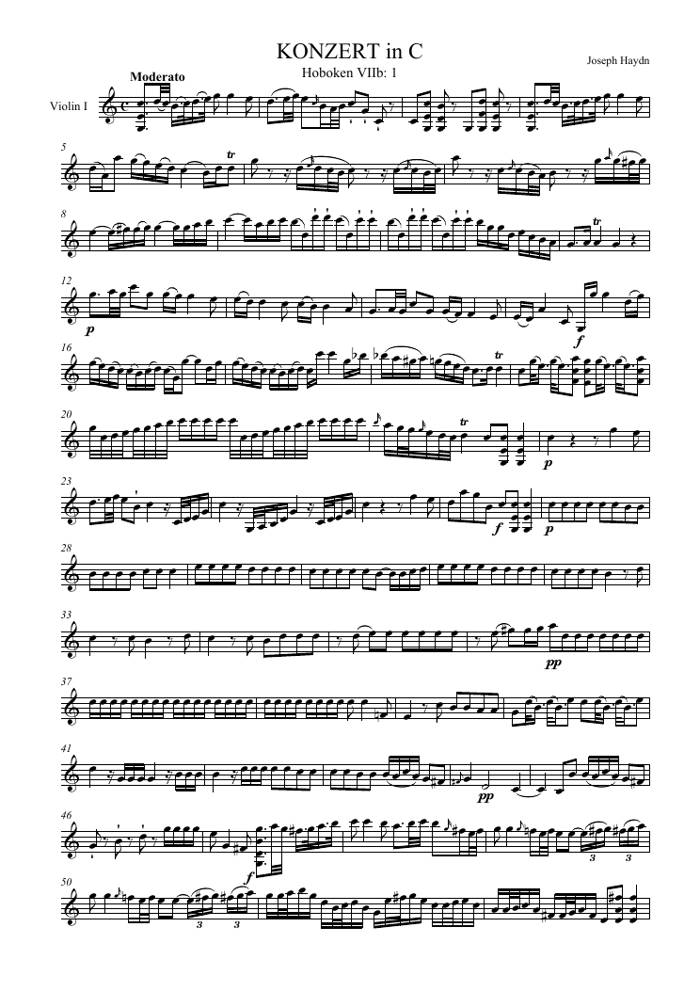 KONZERT in C
Hoboken VIIb: 1
Joseph Haydn
Moderato
Violin I
5
tr
8
tr
12
p
f
16
tr
20
tr
p
23
f
p
28
33
pp
37
41
pp
46
f
3
3
50
3
3